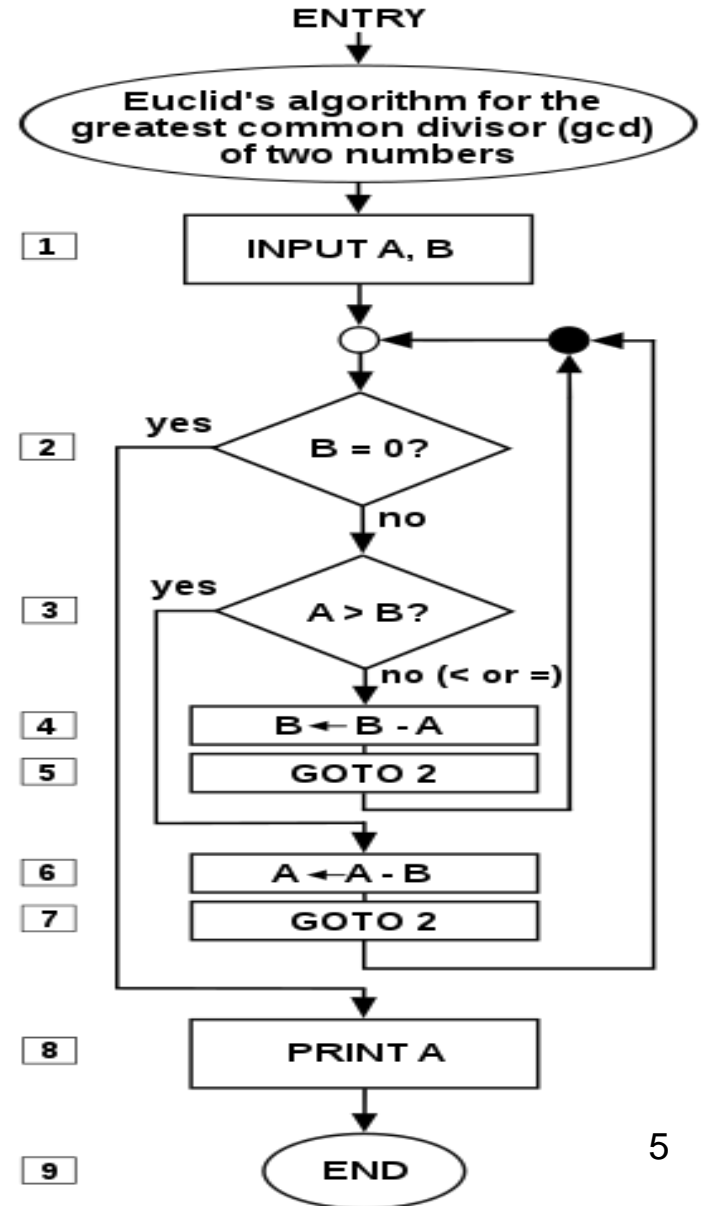 ENTRY
Euclid's algorithm for the
greatest common divisor (gcd)
of two numbers
1
INPUT A, B
yes
2
B = 0?
no
yes
3
A > B?
no (< or =)
4
B ← B - A
5
GOTO 2
6
A ← A - B
7
GOTO 2
8
PRINT A
5
9
END